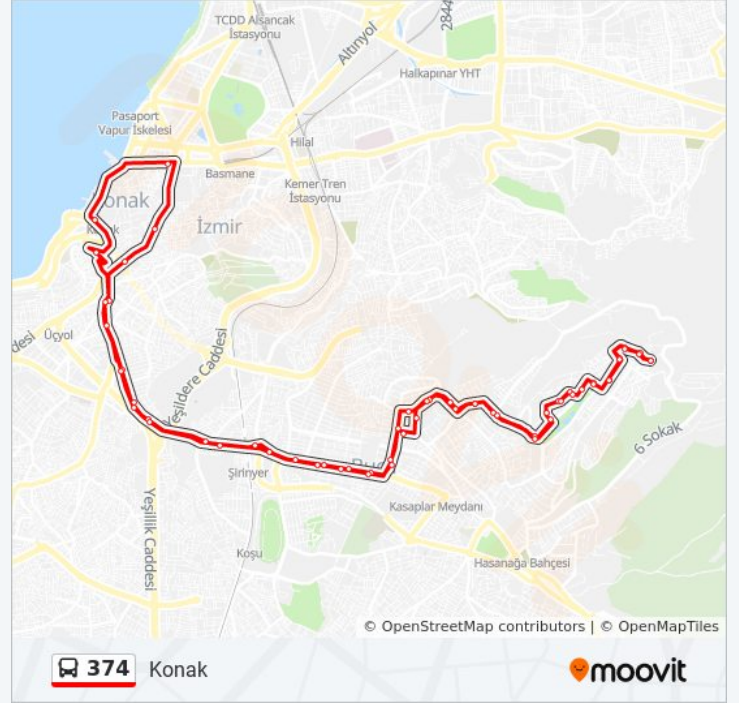 TCDD Alsancak
İstasyonu
Altınyol
2844
Halkapınar YHT
Pasaport
Vapur İskelesi
Hilal
Basmane
Kemer Tren
İstasyonu
Konak
İzmir
Üçyol
Yeşildere Caddesi
6 Sokak
Şirinyer
Kasaplar Meydanı
Yeşillik Caddesi
Koşu
Hasanağa Bahçesi
© OpenStreetMap contributors | © OpenMapTiles
374 Konak
moovit